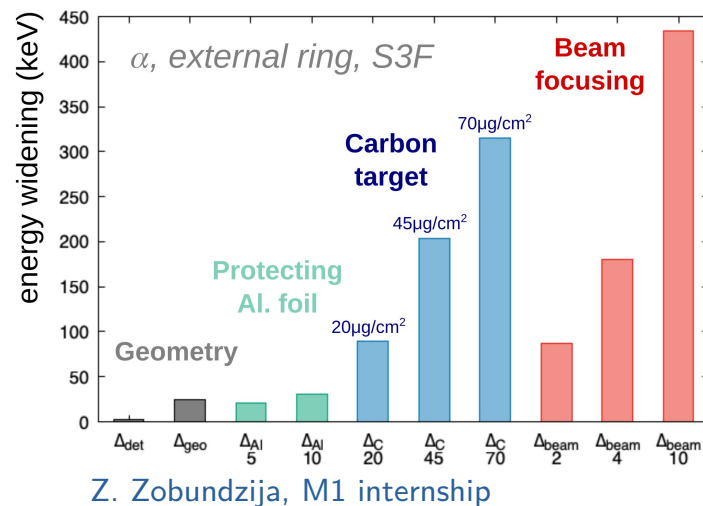 energy widening (keV)
450
400
350
300
250
200
150
100
50
0
α, external ring, S3F
Geometry
Protecting
Al. foil
Carbon
target
Beam
focusing
20μg/cm²
45μg/cm²
70μg/cm²
Δdet
Δgeo
ΔAl
5
ΔAl
10
ΔC
20
ΔC
45
ΔC
70
Δbeam
2
Δbeam
4
Δbeam
10
Z. Zobundzija, M1 internship